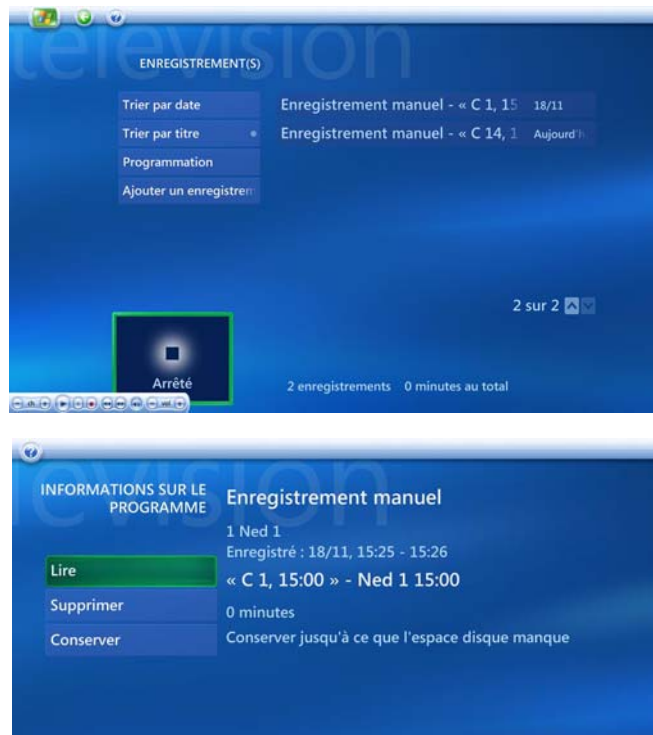 television
ENREGISTREMENT(S)
Trier par date
Enregistrement manuel - « C 1, 15 18/11
Trier par titre
Enregistrement manuel - « C 14, 1 Aujourd'h
Programmation
Ajouter un enregistrem
2 sur 2
Arrêté
2 enregistrements 0 minutes au total
ch. vol
television
INFORMATIONS SUR LE
PROGRAMME
Enregistrement manuel
1 Ned 1
Enregistré : 18/11, 15:25 - 15:26
Lire
« C 1, 15:00 » - Ned 1 15:00
Supprimer
0 minutes
Conserver
Conserver jusqu'à ce que l'espace disque manque